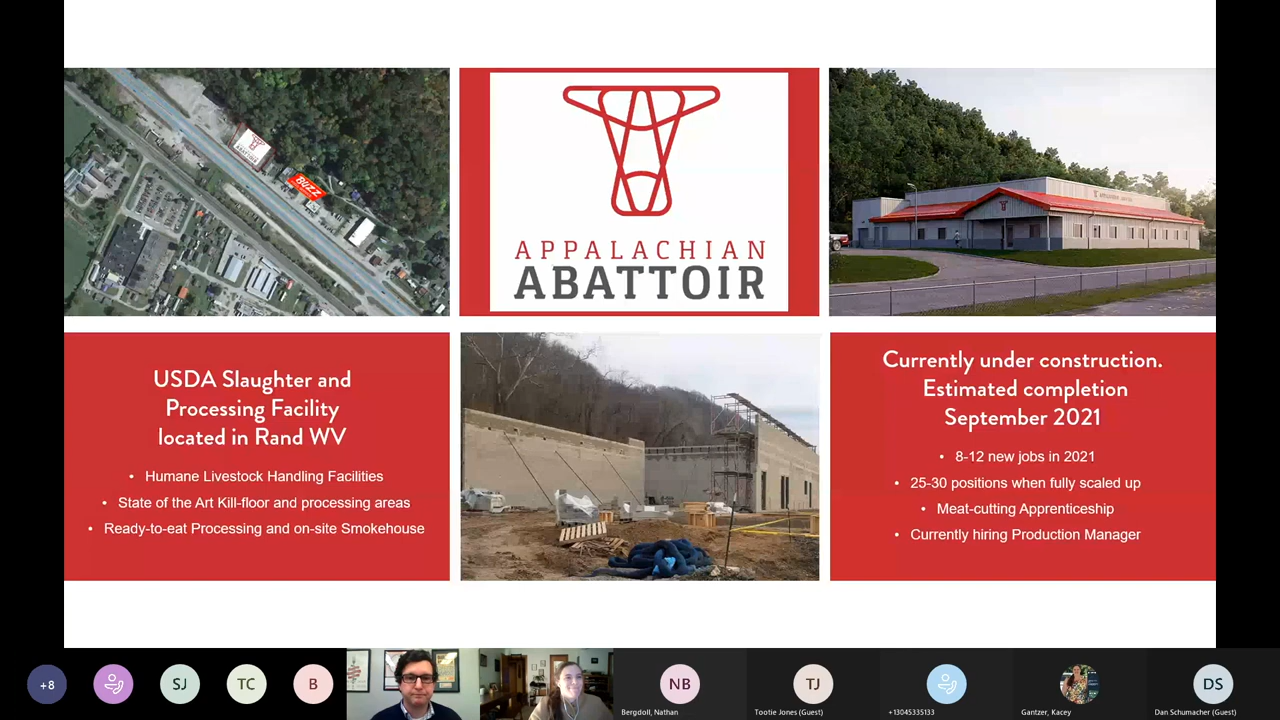 ABATTOIR
BUZZ
APPALACHIAN
ABATTOIR
APPALACHIAN ABATTOIR
USDA Slaughter and
Processing Facility
located in Rand WV
• Humane Livestock Handling Facilities
• State of the Art Kill-floor and processing areas
• Ready-to-eat Processing and on-site Smokehouse
Currently under construction.
Estimated completion
September 2021
• 8-12 new jobs in 2021
• 25-30 positions when fully scaled up
• Meat-cutting Apprenticeship
• Currently hiring Production Manager
+8
SJ
TC
B
NB
TJ
DS
Bergdoll, Nathan
Tootie Jones (Guest)
+13045335133
Gantzer, Kacey
Dan Schumacher (Guest)